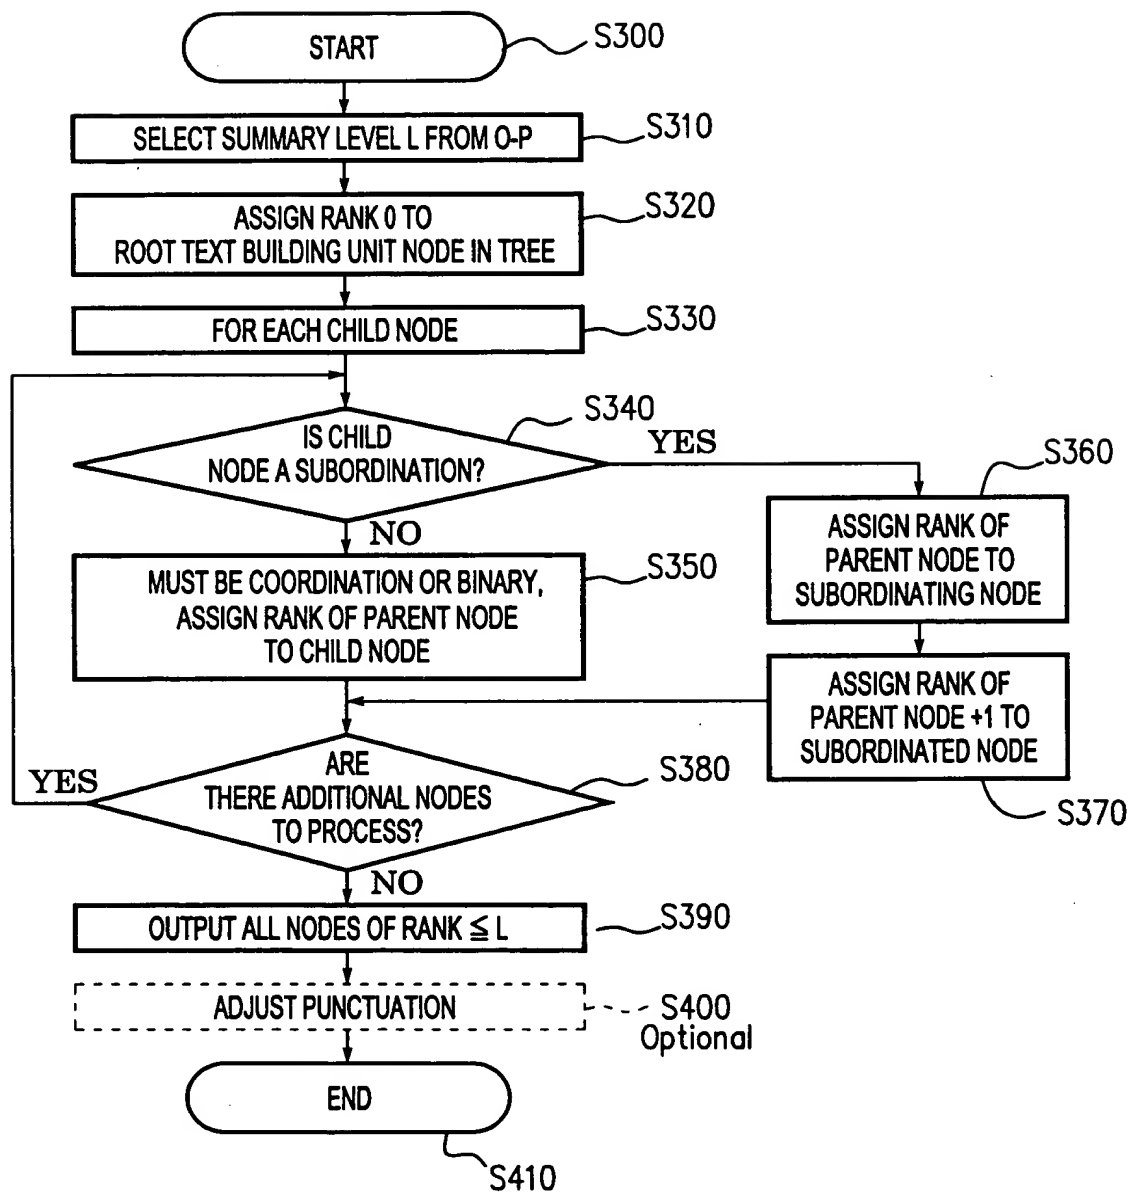 START
S300
SELECT SUMMARY LEVEL L FROM O-P
S310
ASSIGN RANK 0 TO
ROOT TEXT BUILDING UNIT NODE IN TREE
S320
FOR EACH CHILD NODE
S330
IS CHILD
NODE A SUBORDINATION?
S340
YES
NO
S360
ASSIGN RANK OF
PARENT NODE TO
SUBORDINATING NODE
MUST BE COORDINATION OR BINARY,
ASSIGN RANK OF PARENT NODE
TO CHILD NODE
S350
ASSIGN RANK OF
PARENT NODE +1 TO
SUBORDINATED NODE
S370
ARE
THERE ADDITIONAL NODES
TO PROCESS?
S380
YES
NO
OUTPUT ALL NODES OF RANK ≦ L
S390
ADJUST PUNCTUATION
S400
Optional
END
S410